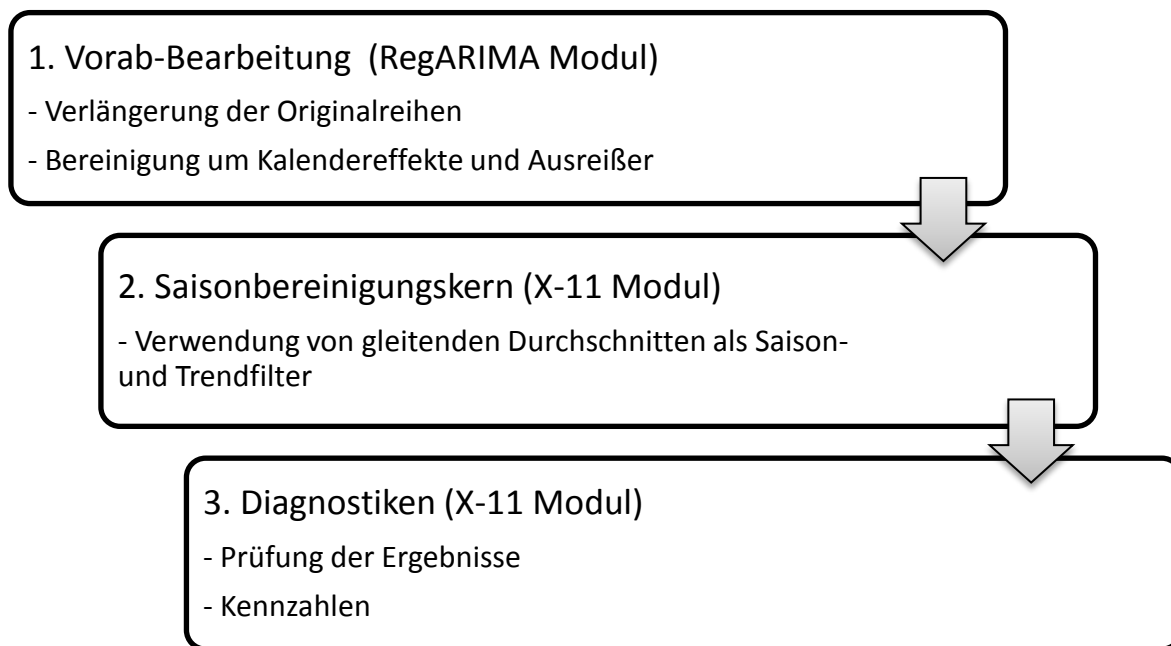 1. Vorab-Bearbeitung (RegARIMA Modul)
- Verlängerung der Originalreihen
- Bereinigung um Kalendereffekte und Ausreißer
2. Saisonbereinigungskern (X-11 Modul)
- Verwendung von gleitenden Durchschnitten als Saison-
und Trendfilter
3. Diagnostiken (X-11 Modul)
- Prüfung der Ergebnisse
- Kennzahlen